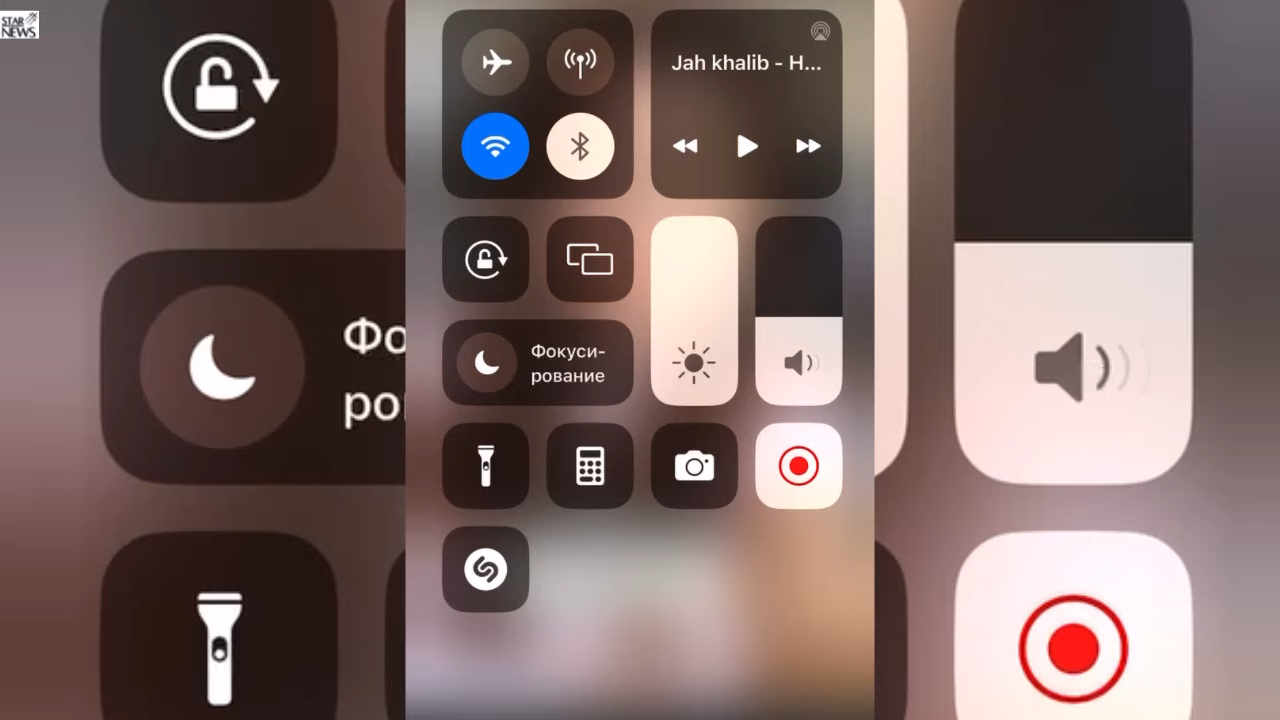 STAR
NEWS
Jah khalib - H...
Фокуси-
рование
Фо
ро